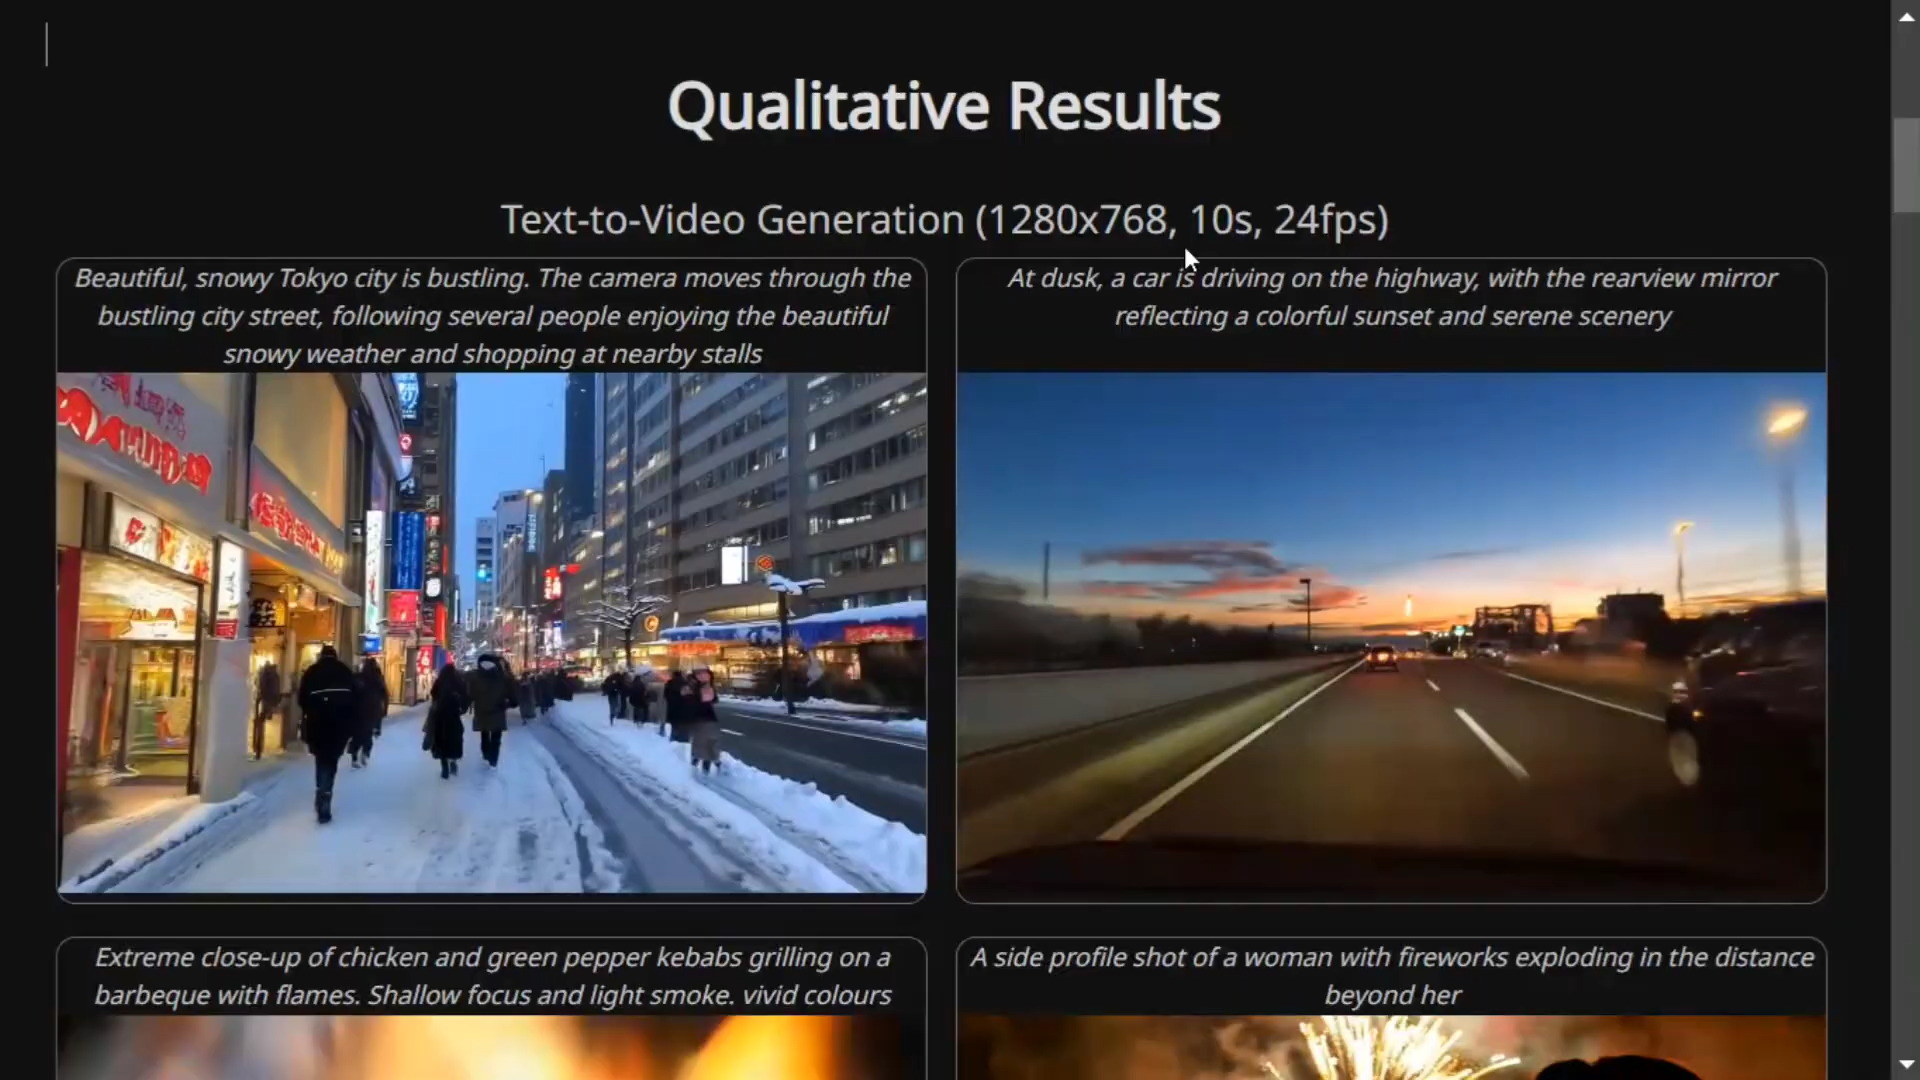 Qualitative Results
Text-to-Video Generation (1280x768, 10s, 24fps)
Beautiful, snowy Tokyo city is bustling. The camera moves through the
bustling city street, following several people enjoying the beautiful
snowy weather and shopping at nearby stalls
At dusk, a car is driving on the highway, with the rearview mirror
reflecting a colorful sunset and serene scenery
Extreme close-up of chicken and green pepper kebabs grilling on a
barbeque with flames. Shallow focus and light smoke. vivid colours
A side profile shot of a woman with fireworks exploding in the distance
beyond her